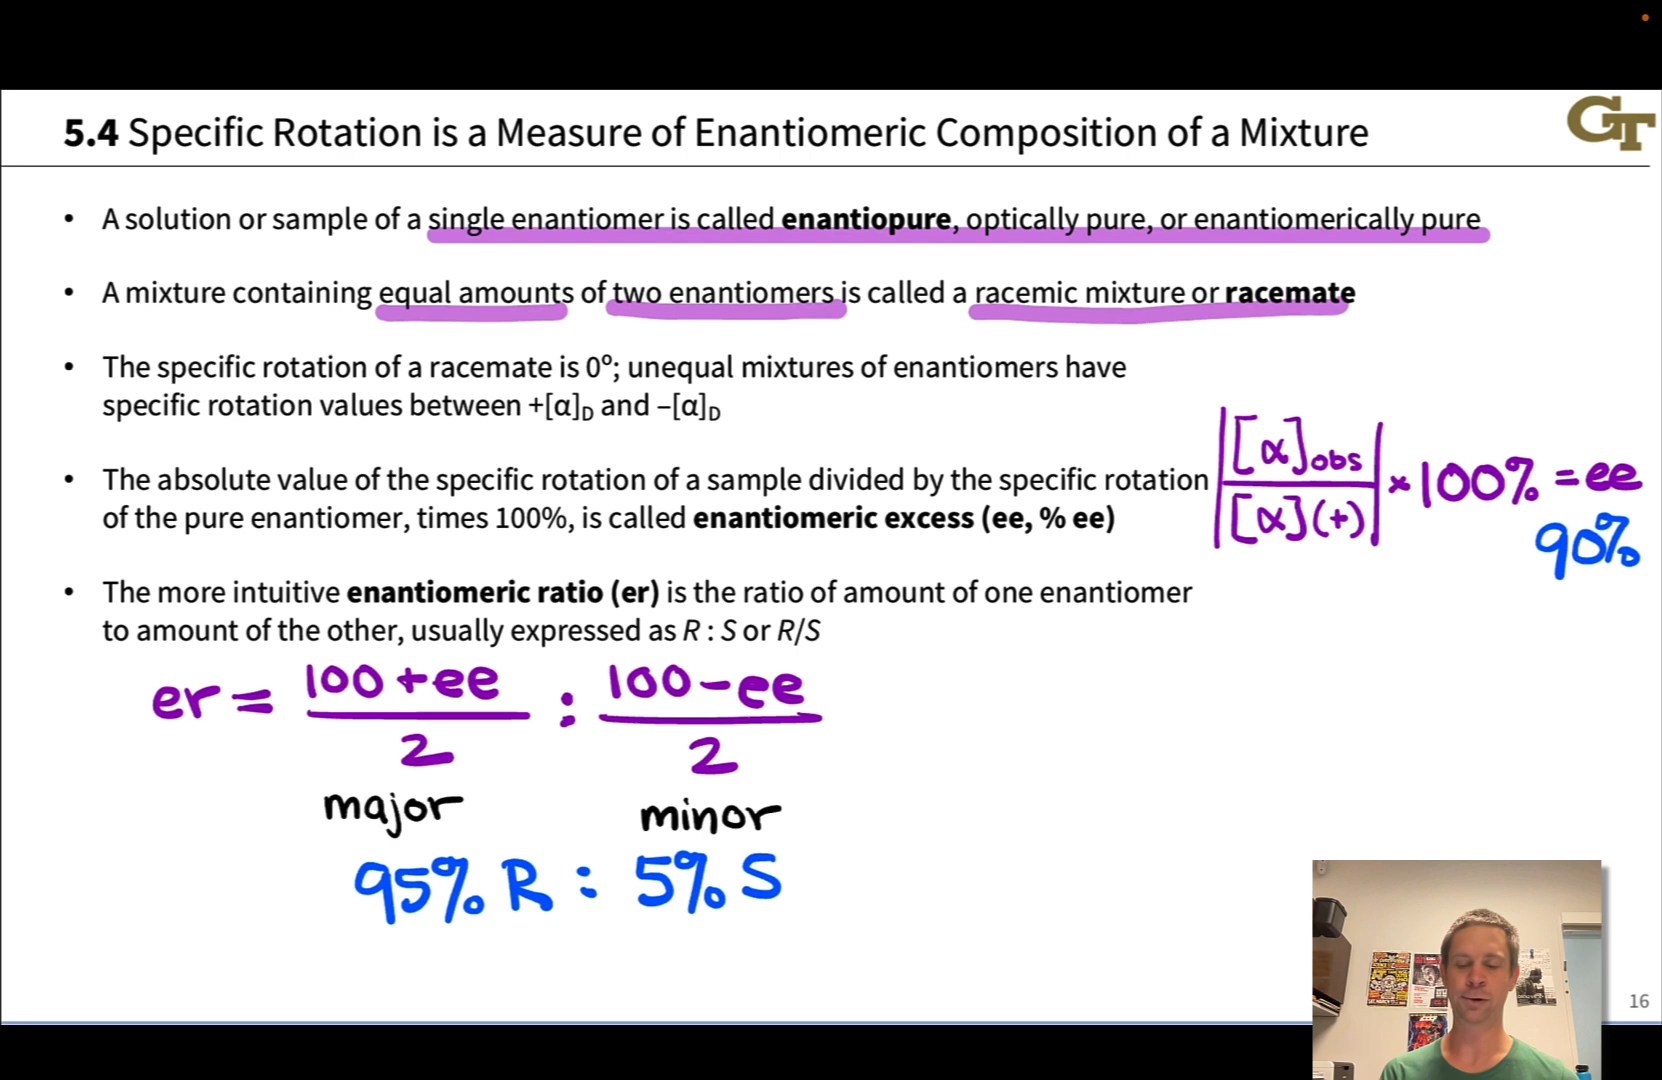 5.4 Specific Rotation is a Measure of Enantiomeric Composition of a Mixture
GT
• A solution or sample of a single enantiomer is called enantiopure, optically pure, or enantiomerically pure
• A mixture containing equal amounts of two enantiomers is called a racemic mixture or racemate
• The specific rotation of a racemate is 0º; unequal mixtures of enantiomers have
specific rotation values between +[α]D and –[α]D
• The absolute value of the specific rotation of a sample divided by the specific rotation
of the pure enantiomer, times 100%, is called enantiomeric excess (ee, % ee)
|[α]obs / [α](+)| × 100% = ee
90%
• The more intuitive enantiomeric ratio (er) is the ratio of amount of one enantiomer
to amount of the other, usually expressed as R : S or R/S
er = 100 + ee / 2 : 100 - ee / 2
major minor
95% R : 5% S
16